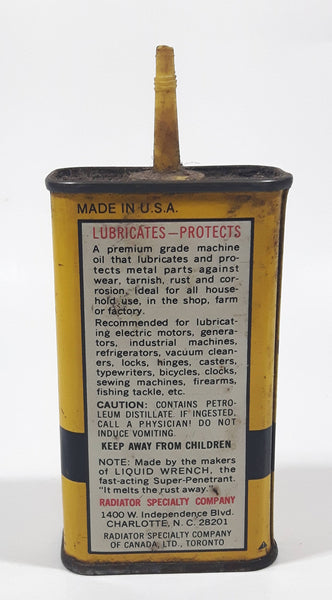 MADE IN U.S.A.
LUBRICATES—PROTECTS
A premium grade machine
oil that lubricates and pro-
tects metal parts against
wear, tarnish, rust and cor-
rosion. Ideal for all house-
hold use, in the shop, farm
or factory.
Recommended for lubricat-
ing electric motors, genera-
tors, industrial machines,
refrigerators, vacuum clean-
ers, locks, hinges, casters,
typewriters, bicycles, clocks,
sewing machines, firearms,
fishing tackle, etc.
CAUTION: CONTAINS PETRO-
LEUM DISTILLATE. IF INGESTED,
CALL A PHYSICIAN! DO NOT
INDUCE VOMITING.
KEEP AWAY FROM CHILDREN
NOTE: Made by the makers
of LIQUID WRENCH, the
fast-acting Super-Penetrant.
"It melts the rust away."
RADIATOR SPECIALTY COMPANY
1400 W. Independence Blvd.
CHARLOTTE, N. C. 28201
RADIATOR SPECIALTY COMPANY
OF CANADA, LTD., TORONTO